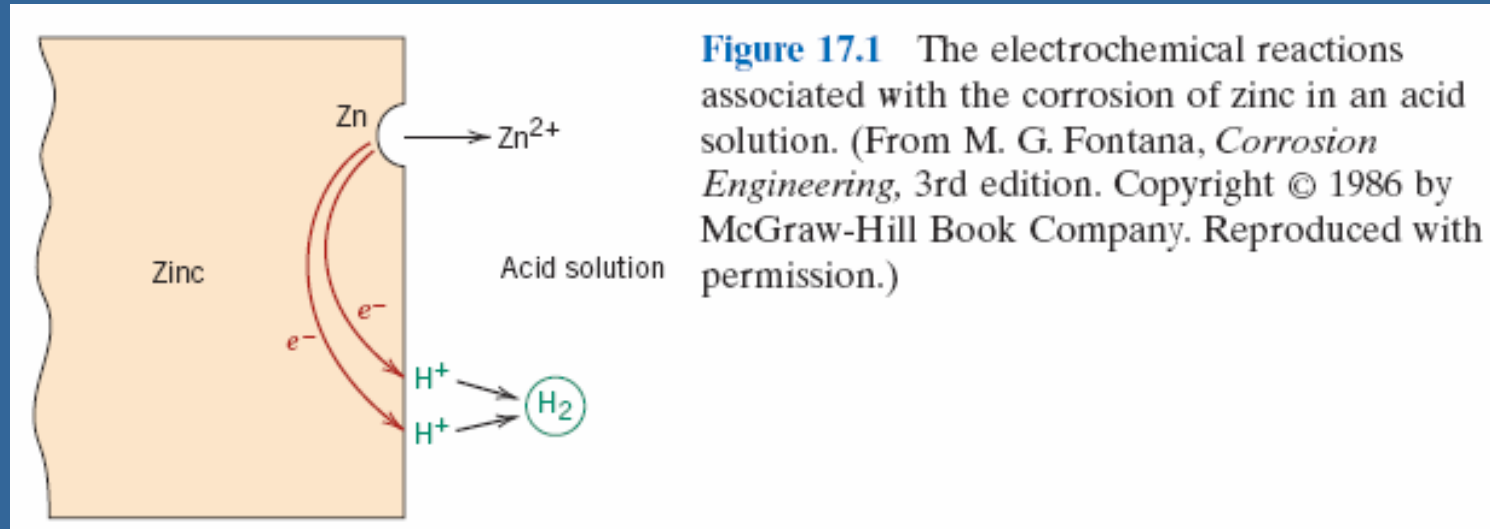 Figure 17.1 The electrochemical reactions
associated with the corrosion of zinc in an acid
solution. (From M. G. Fontana, Corrosion
Engineering, 3rd edition. Copyright © 1986 by
McGraw-Hill Book Company. Reproduced with
permission.)
Zn
Zn2+
Zinc
Acid solution
e−
e−
H+
H2
H+